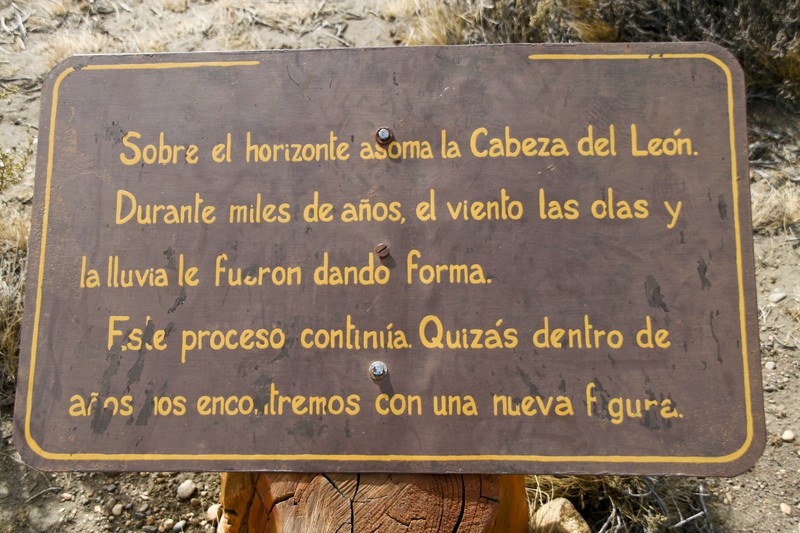 Sobre el horizonte asoma la Cabeza del León.
Durante miles de años, el viento las olas y
la lluvia le fueron dando forma.
Este proceso continúa. Quizás dentro de
años nos encontremos con una nueva figura.